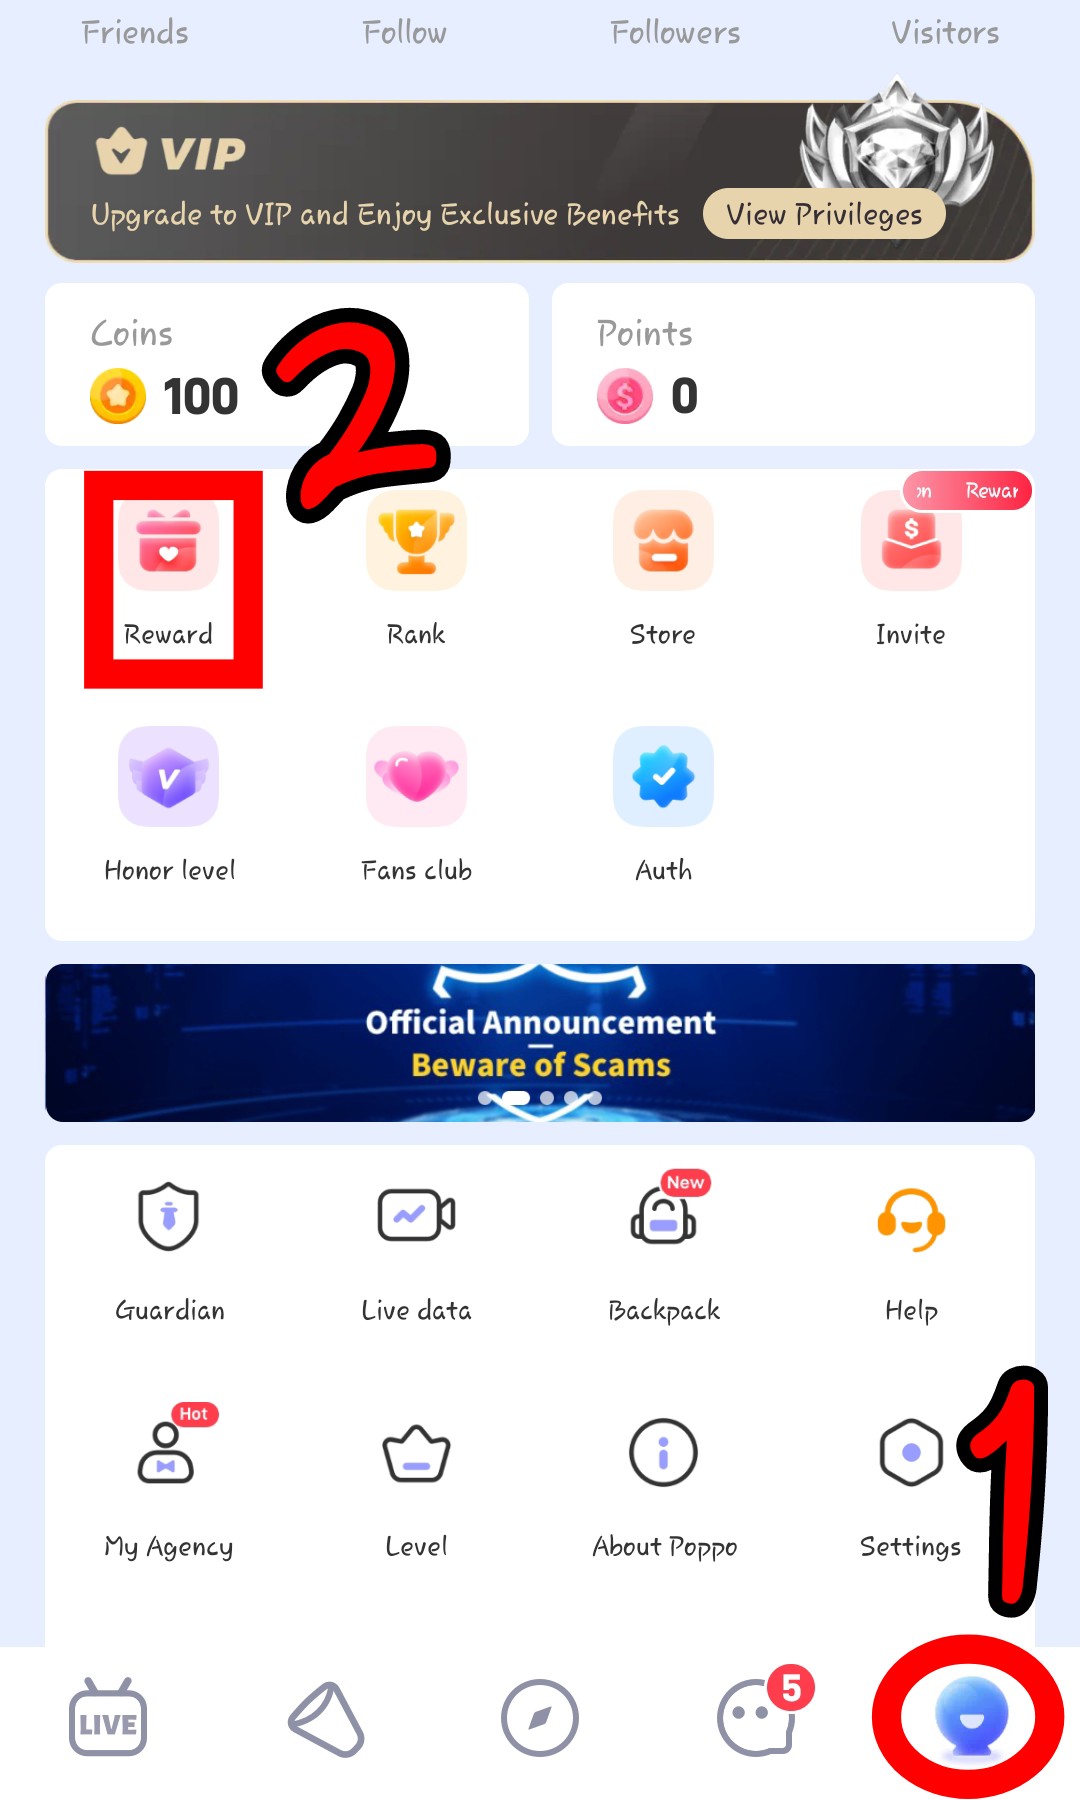 Friends Follow Followers Visitors
VIP
Upgrade to VIP and Enjoy Exclusive Benefits View Privileges
Coins Points
100 0
2
on Rewar
Reward Rank Store Invite
V
Honor level Fans club Auth
Official Announcement
Beware of Scams
New
Guardian Live data Backpack Help
Hot
1
My Agency Level About Poppo Settings
5
LIVE